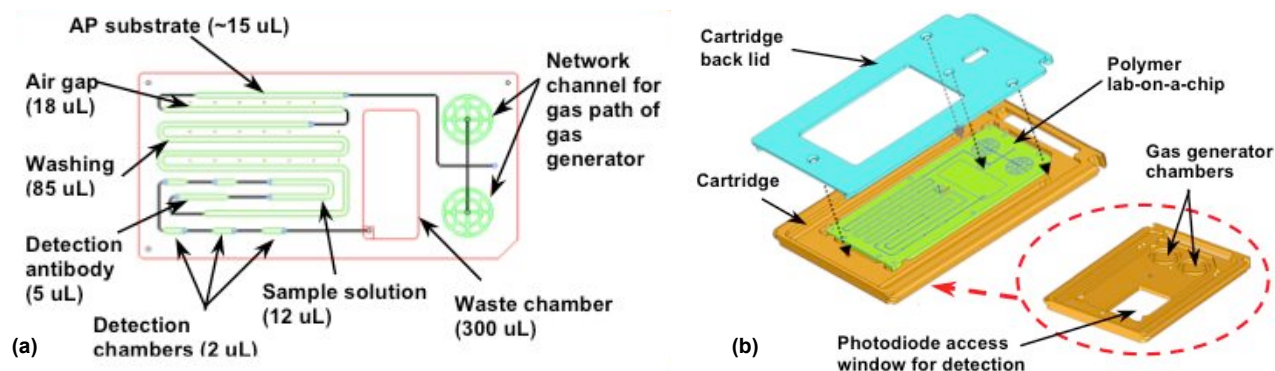 AP substrate (~15 uL)
Air gap
(18 uL)
Washing
(85 uL)
Detection
antibody
(5 uL)
Detection
chambers (2 uL)
Sample solution
(12 uL)
Waste chamber
(300 uL)
Network
channel for
gas path of
gas
generator
(a)
Cartridge
back lid
Polymer
lab-on-a-chip
Cartridge
Gas generator
chambers
Photodiode access
window for detection
(b)